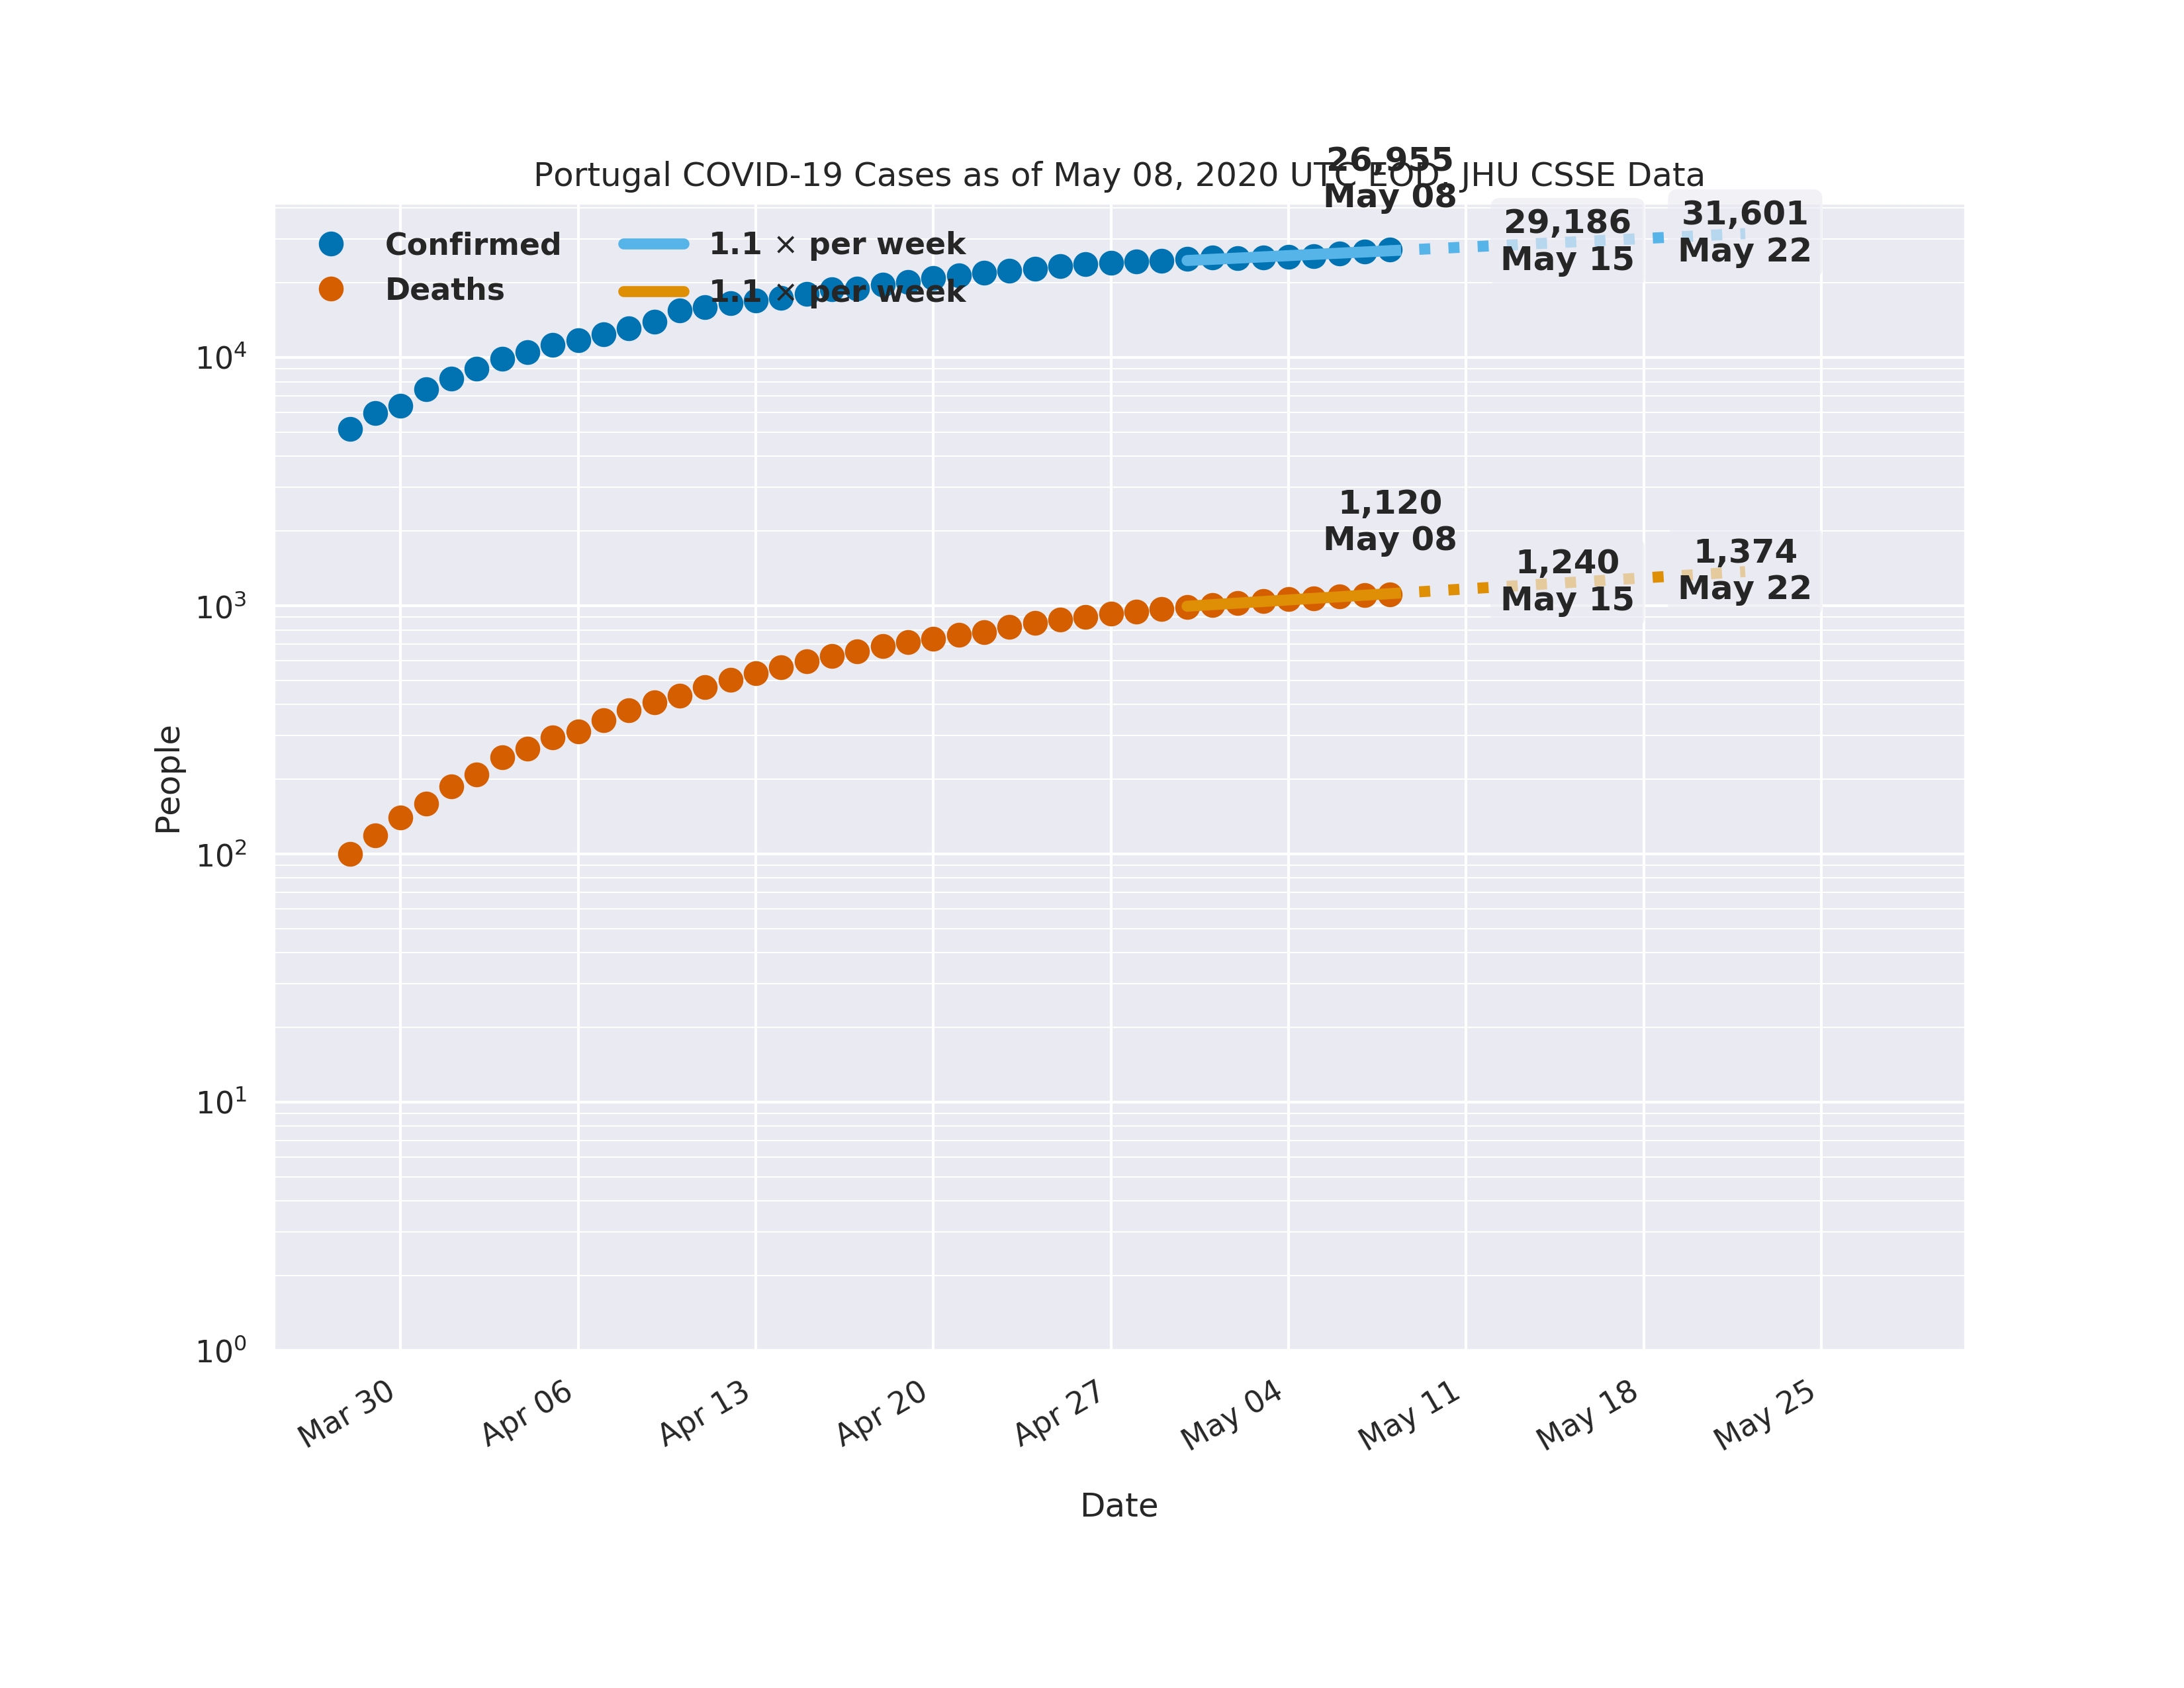 Portugal COVID-19 Cases as of May 08, 2020 UTC EOD, JHU CSSE Data
26,955
May 08
29,186
May 15
31,601
May 22
Confirmed
Deaths
1.1 × per week
1.1 × per week
1,120
May 08
1,240
May 15
1,374
May 22
People
10⁴
10³
10²
10¹
10⁰
Mar 30
Apr 06
Apr 13
Apr 20
Apr 27
May 04
May 11
May 18
May 25
Date